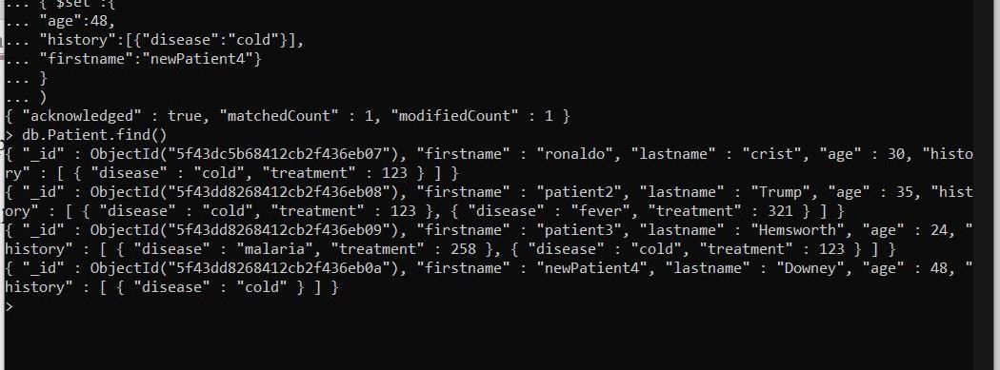 ... { $set :{
... "age":48,
... "history":[{"disease":"cold"}],
... "firstname":"newPatient4"}
... }
... )
{ "acknowledged" : true, "matchedCount" : 1, "modifiedCount" : 1 }
> db.Patient.find()
{ "_id" : ObjectId("5f43dc5b68412cb2f436eb07"), "firstname" : "ronaldo", "lastname" : "crist", "age" : 30, "histo
ry" : [ { "disease" : "cold", "treatment" : 123 } ] }
{ "_id" : ObjectId("5f43dd8268412cb2f436eb08"), "firstname" : "patient2", "lastname" : "Trump", "age" : 35, "hist
ory" : [ { "disease" : "cold", "treatment" : 123 }, { "disease" : "fever", "treatment" : 321 } ] }
{ "_id" : ObjectId("5f43dd8268412cb2f436eb09"), "firstname" : "patient3", "lastname" : "Hemsworth", "age" : 24, "
history" : [ { "disease" : "malaria", "treatment" : 258 }, { "disease" : "cold", "treatment" : 123 } ] }
{ "_id" : ObjectId("5f43dd8268412cb2f436eb0a"), "firstname" : "newPatient4", "lastname" : "Downey", "age" : 48, "
history" : [ { "disease" : "cold" } ] }
>